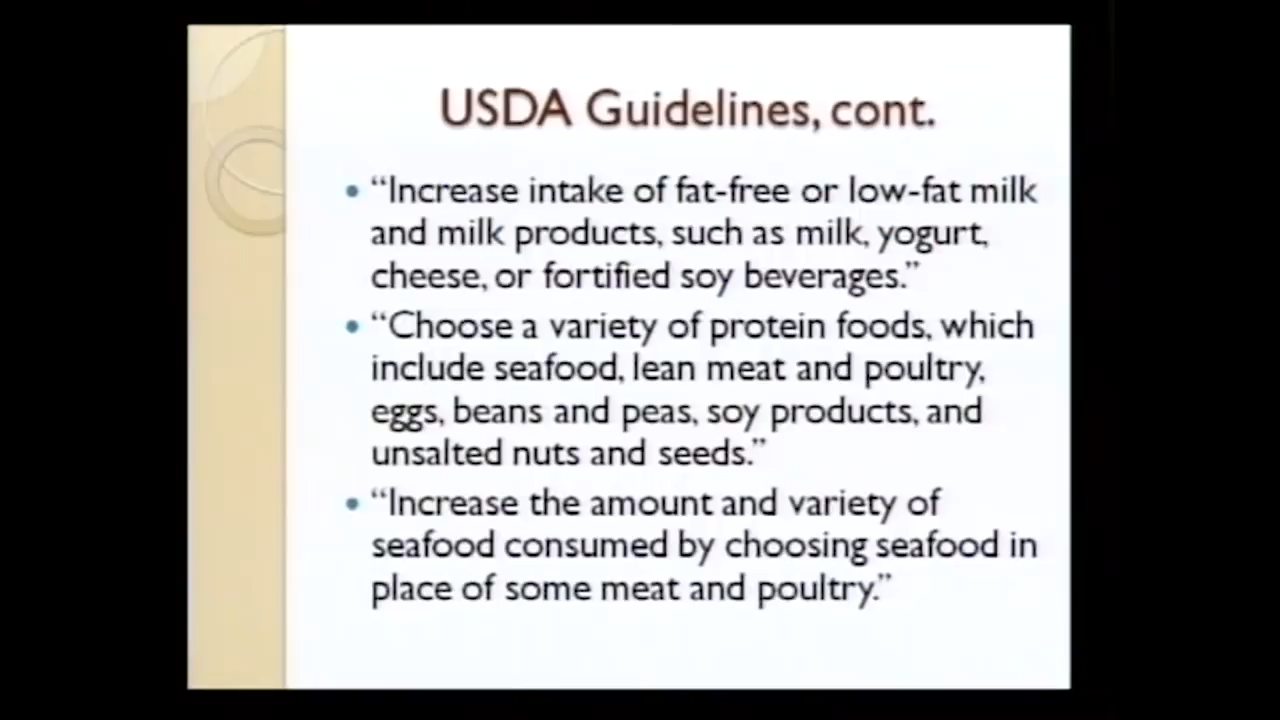 USDA Guidelines, cont.
• “Increase intake of fat-free or low-fat milk
and milk products, such as milk, yogurt,
cheese, or fortified soy beverages.”
• “Choose a variety of protein foods, which
include seafood, lean meat and poultry,
eggs, beans and peas, soy products, and
unsalted nuts and seeds.”
• “Increase the amount and variety of
seafood consumed by choosing seafood in
place of some meat and poultry.”